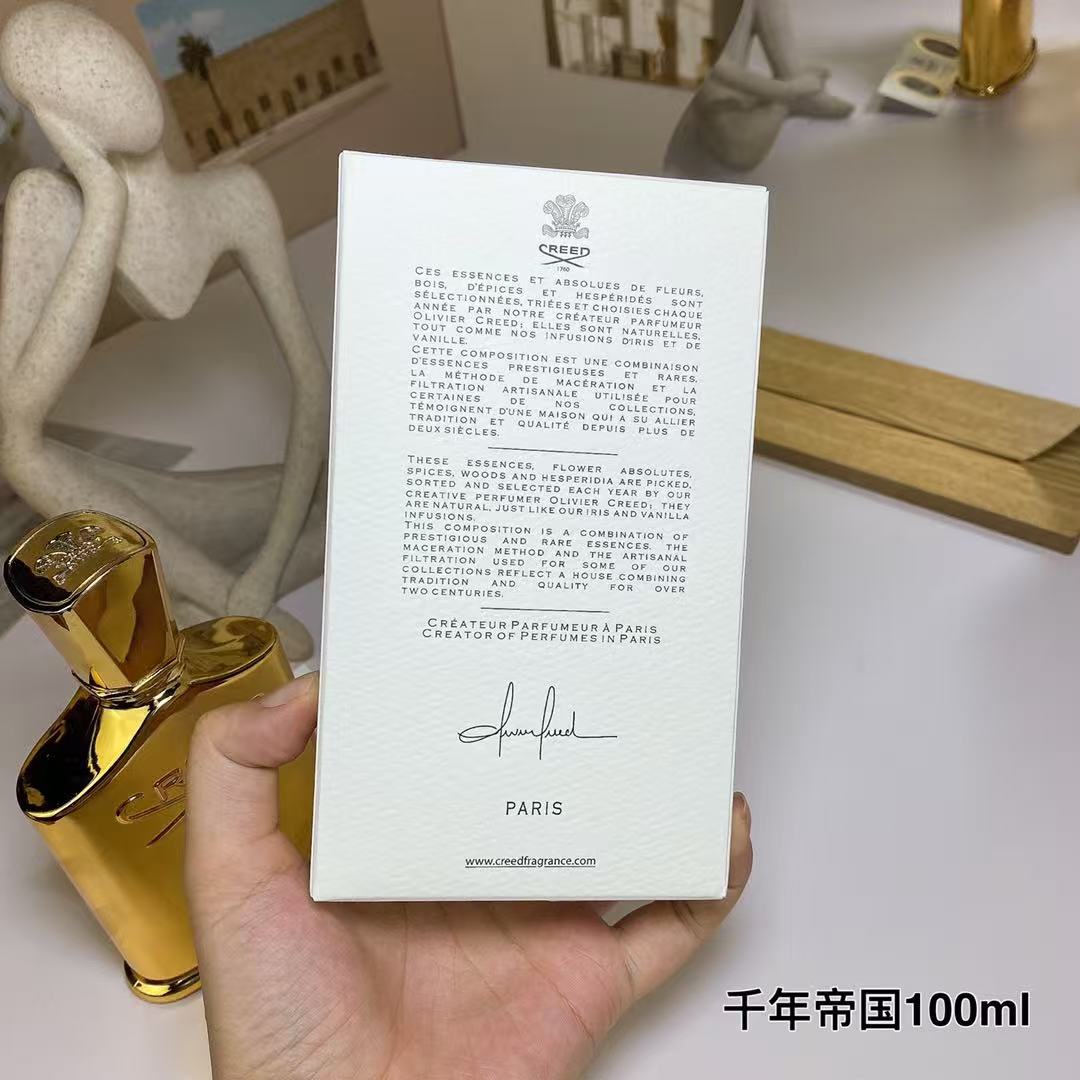 CREED
1760
CES ESSENCES ET ABSOLUES DE FLEURS,
BOIS, D'ÉPICES ET HESPÉRIDÉS SONT
SÉLECTIONNÉES, TRIÉES ET CHOISIES CHAQUE
ANNÉE PAR NOTRE CRÉATEUR PARFUMEUR
OLIVIER CREED; ELLES SONT NATURELLES,
TOUT COMME NOS INFUSIONS D'IRIS ET DE
VANILLE.
CETTE COMPOSITION EST UNE COMBINAISON
D'ESSENCES PRESTIGIEUSES ET RARES,
LA MÉTHODE DE MACÉRATION ET LA
FILTRATION ARTISANALE UTILISÉE POUR
CERTAINES DE NOS COLLECTIONS,
TÉMOIGNENT D'UNE MAISON QUI A SU ALLIER
TRADITION ET QUALITÉ DEPUIS PLUS DE
DEUX SIÈCLES.
THESE ESSENCES, FLOWER ABSOLUTES,
SPICES, WOODS AND HESPERIDIA ARE PICKED,
SORTED AND SELECTED EACH YEAR BY OUR
CREATIVE PERFUMER OLIVIER CREED; THEY
ARE NATURAL, JUST LIKE OUR IRIS AND VANILLA
INFUSIONS.
THIS COMPOSITION IS A COMBINATION OF
PRESTIGIOUS AND RARE ESSENCES. THE
MACERATION METHOD AND THE ARTISANAL
FILTRATION USED FOR SOME OF OUR
COLLECTIONS REFLECT A HOUSE COMBINING
TRADITION AND QUALITY FOR OVER
TWO CENTURIES.
CRÉATEUR PARFUMEUR À PARIS
CREATOR OF PERFUMES IN PARIS
PARIS
www.creedfragrance.com
千年帝国100ml